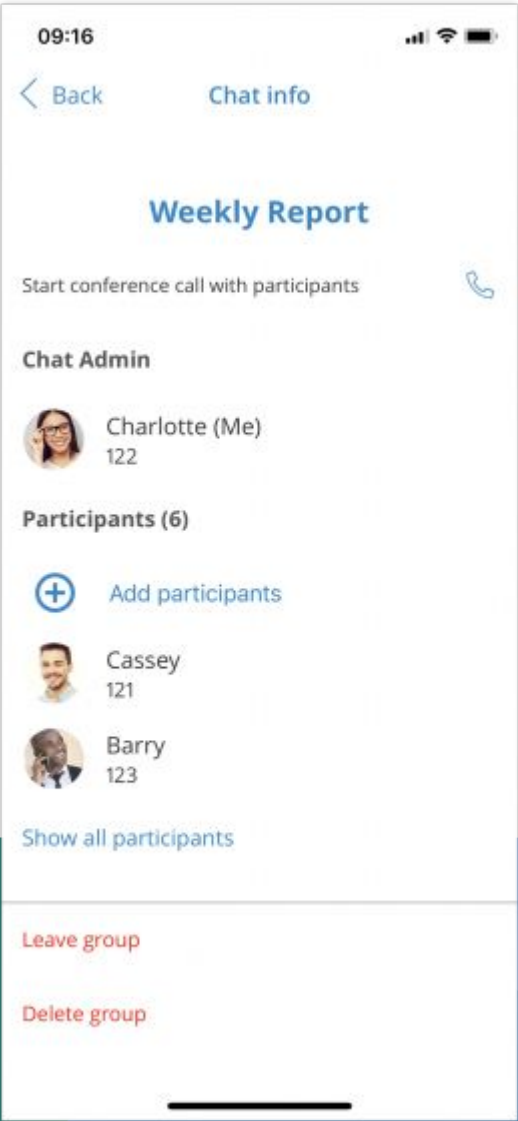 09:16
Back
Chat info
Weekly Report
Start conference call with participants
Chat Admin
Charlotte (Me)
122
Participants (6)
Add participants
Cassey
121
Barry
123
Show all participants
Leave group
Delete group